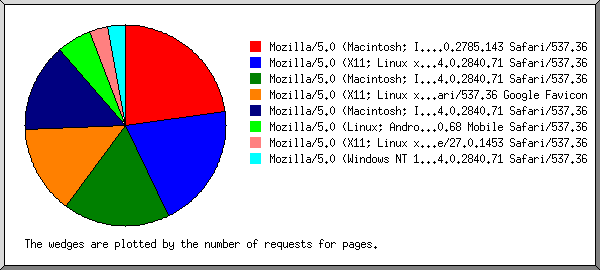 Mozilla/5.0 (Macintosh; I....0.2785.143 Safari/537.36
Mozilla/5.0 (X11; Linux x...4.0.2840.71 Safari/537.36
Mozilla/5.0 (Macintosh; I...4.0.2840.71 Safari/537.36
Mozilla/5.0 (X11; Linux x...ari/537.36 Google Favicon
Mozilla/5.0 (Macintosh; I...4.0.2840.71 Safari/537.36
Mozilla/5.0 (Linux; Andro...0.68 Mobile Safari/537.36
Mozilla/5.0 (X11; Linux x...e/27.0.1453 Safari/537.36
Mozilla/5.0 (Windows NT 1...4.0.2840.71 Safari/537.36
The wedges are plotted by the number of requests for pages.